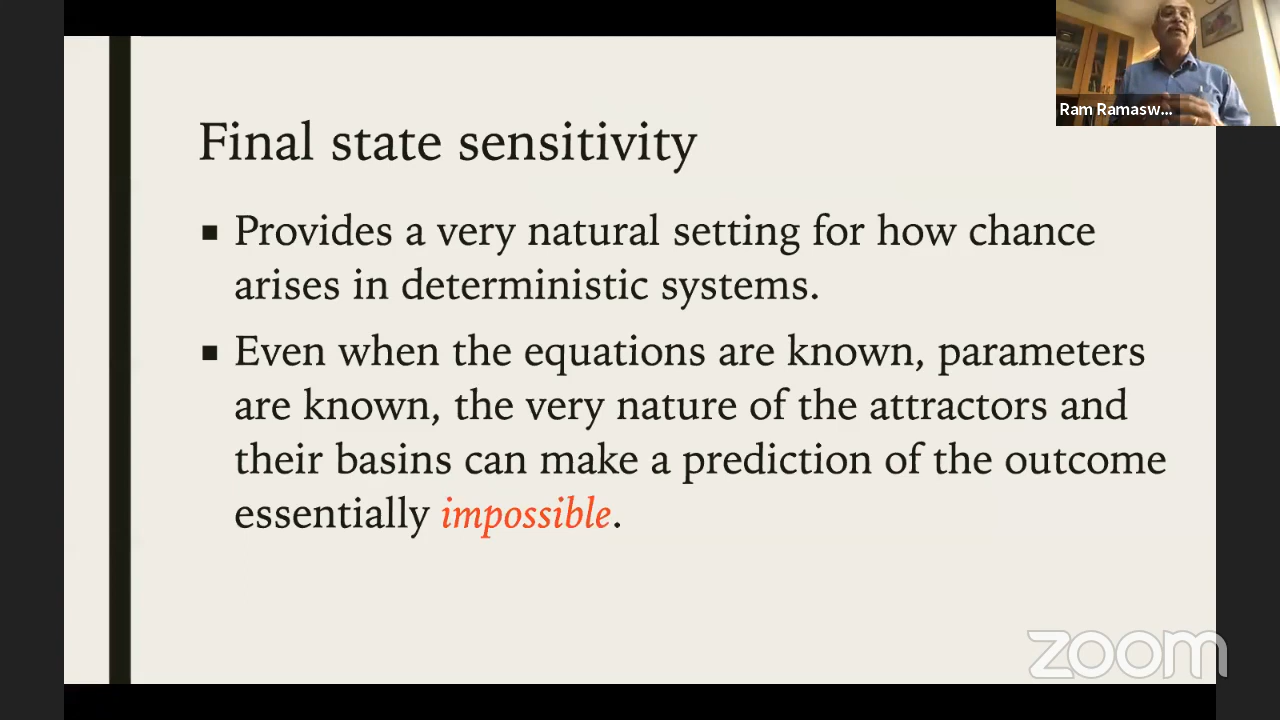 Ram Ramasw...
Final state sensitivity
▪ Provides a very natural setting for how chance
arises in deterministic systems.
▪ Even when the equations are known, parameters
are known, the very nature of the attractors and
their basins can make a prediction of the outcome
essentially impossible.
zoom